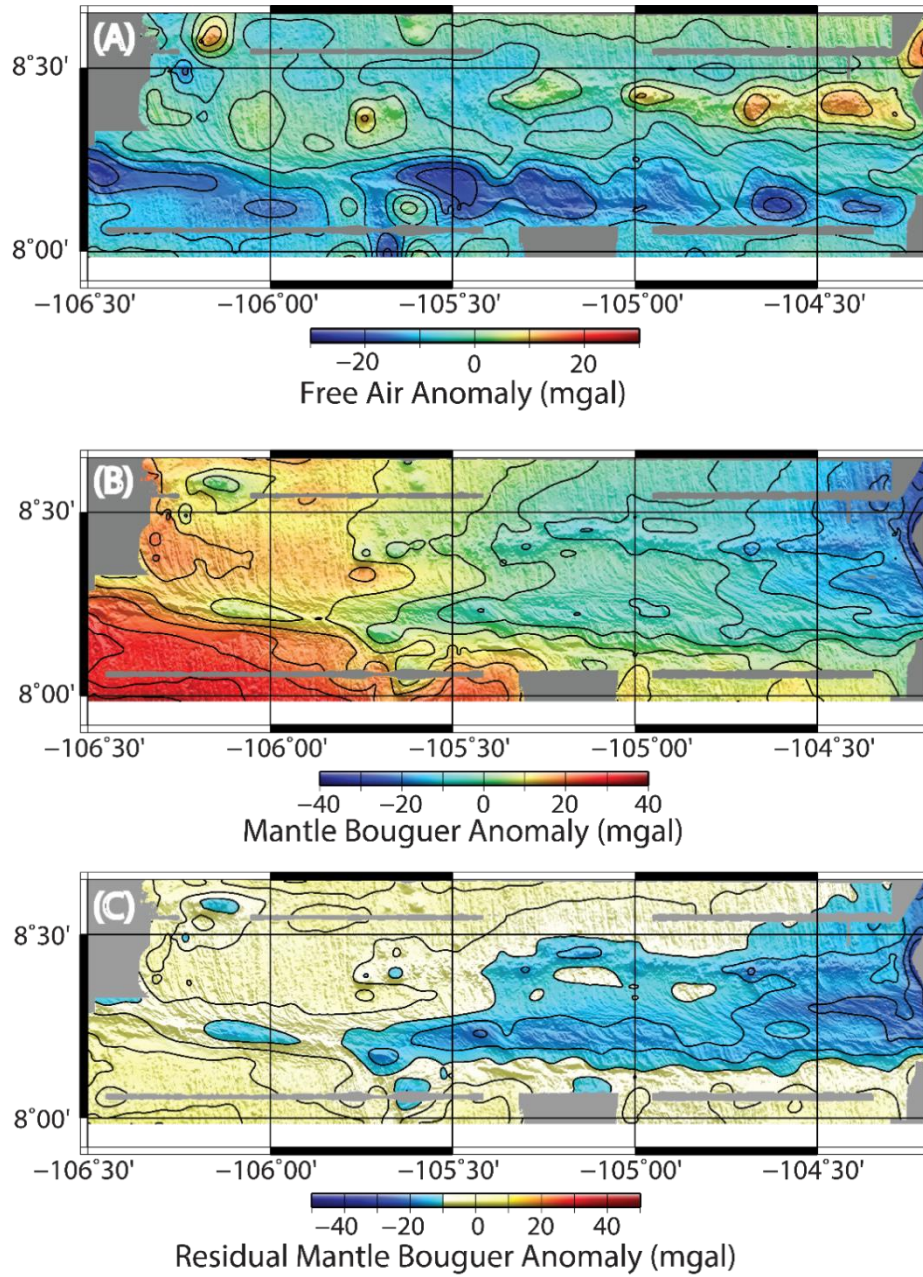 (A)
8°30'
8°00'
−106°30' −106°00' −105°30' −105°00' −104°30'
−20 0 20
Free Air Anomaly (mgal)
(B)
8°30'
8°00'
−106°30' −106°00' −105°30' −105°00' −104°30'
−40 −20 0 20 40
Mantle Bouguer Anomaly (mgal)
(C)
8°30'
8°00'
−106°30' −106°00' −105°30' −105°00' −104°30'
−40 −20 0 20 40
Residual Mantle Bouguer Anomaly (mgal)